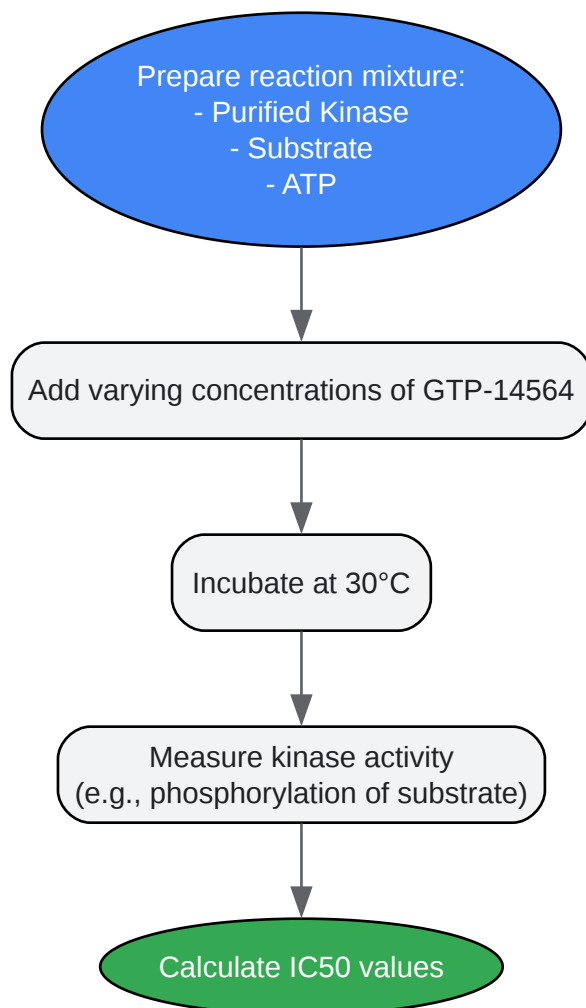 Prepare reaction mixture:
- Purified Kinase
- Substrate
- ATP
Add varying concentrations of GTP-14564
Incubate at 30°C
Measure kinase activity
(e.g., phosphorylation of substrate)
Calculate IC50 values